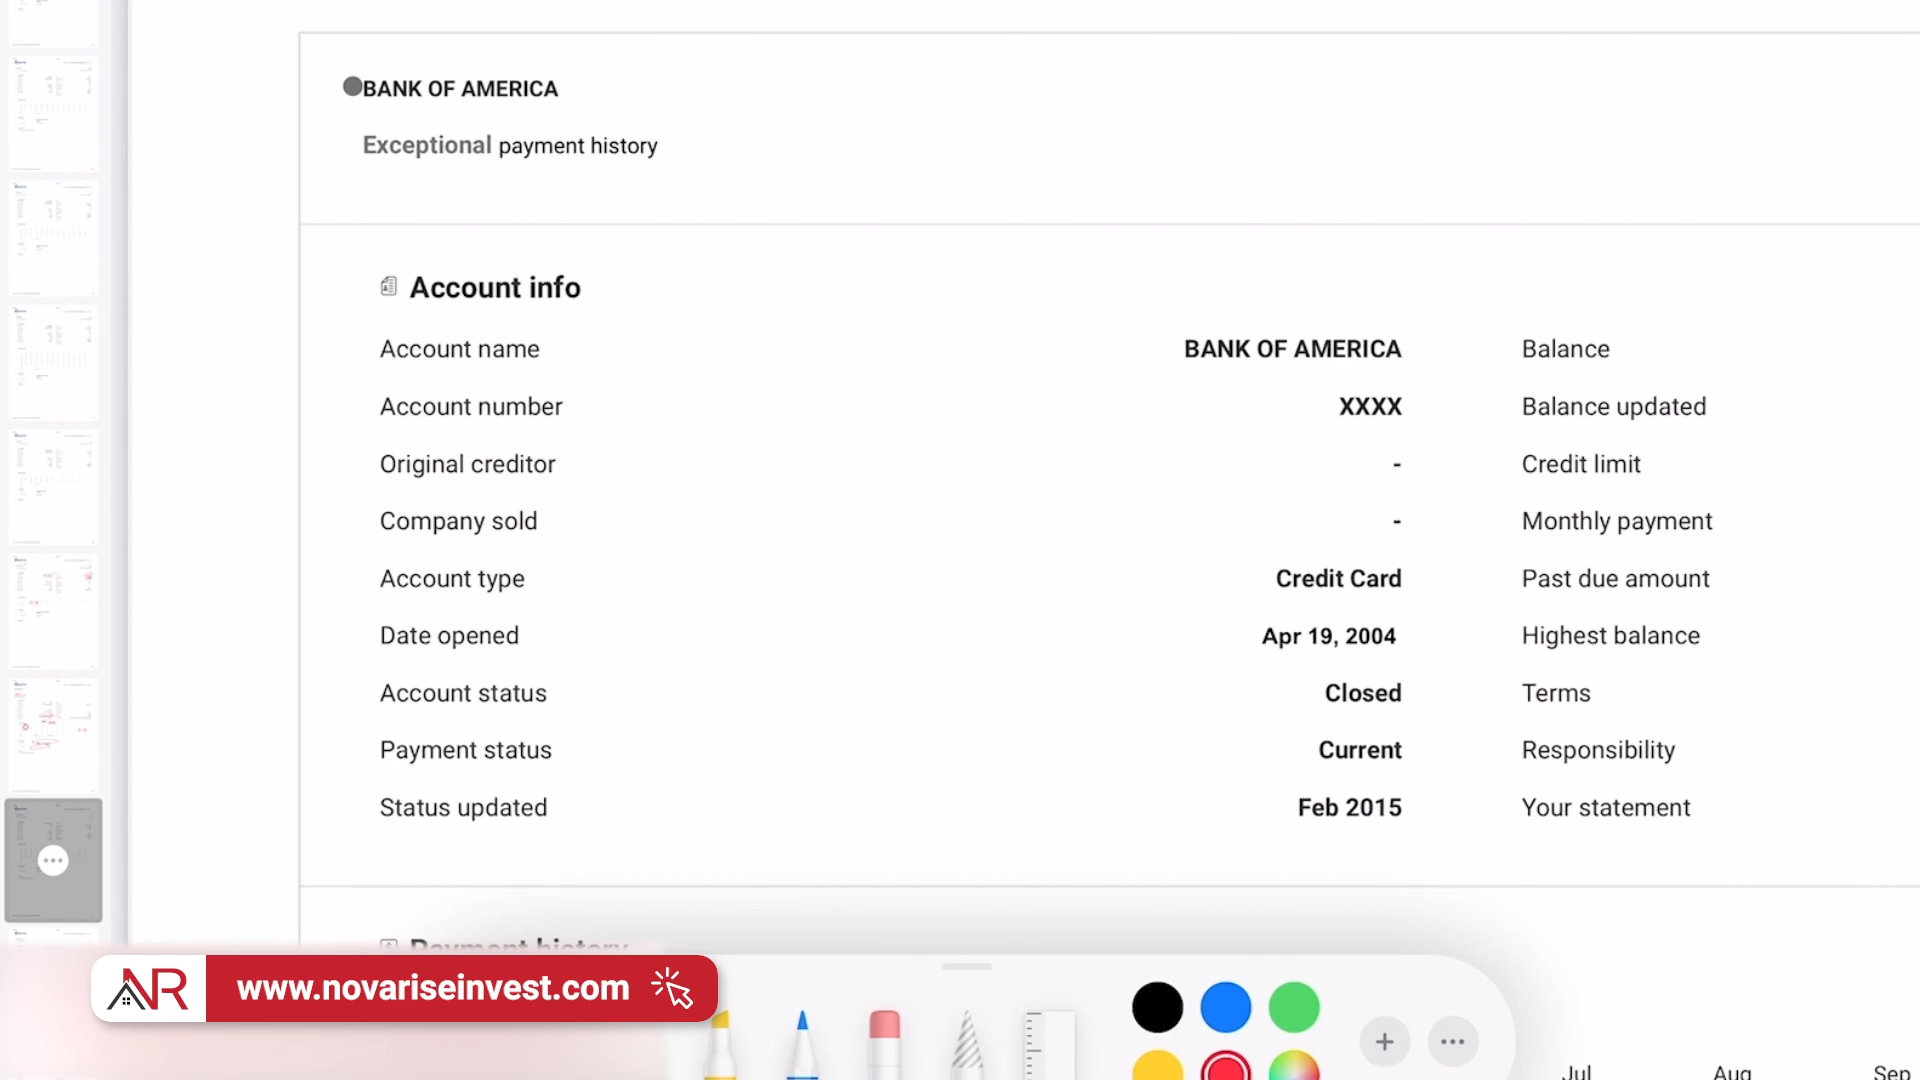 BANK OF AMERICA
Exceptional payment history
Account info
Account name BANK OF AMERICA Balance
Account number XXXX Balance updated
Original creditor - Credit limit
Company sold - Monthly payment
Account type Credit Card Past due amount
Date opened Apr 19, 2004 Highest balance
Account status Closed Terms
Payment status Current Responsibility
Status updated Feb 2015 Your statement
Payment history
NR www.novariseinvest.com
Jul Aug Sep